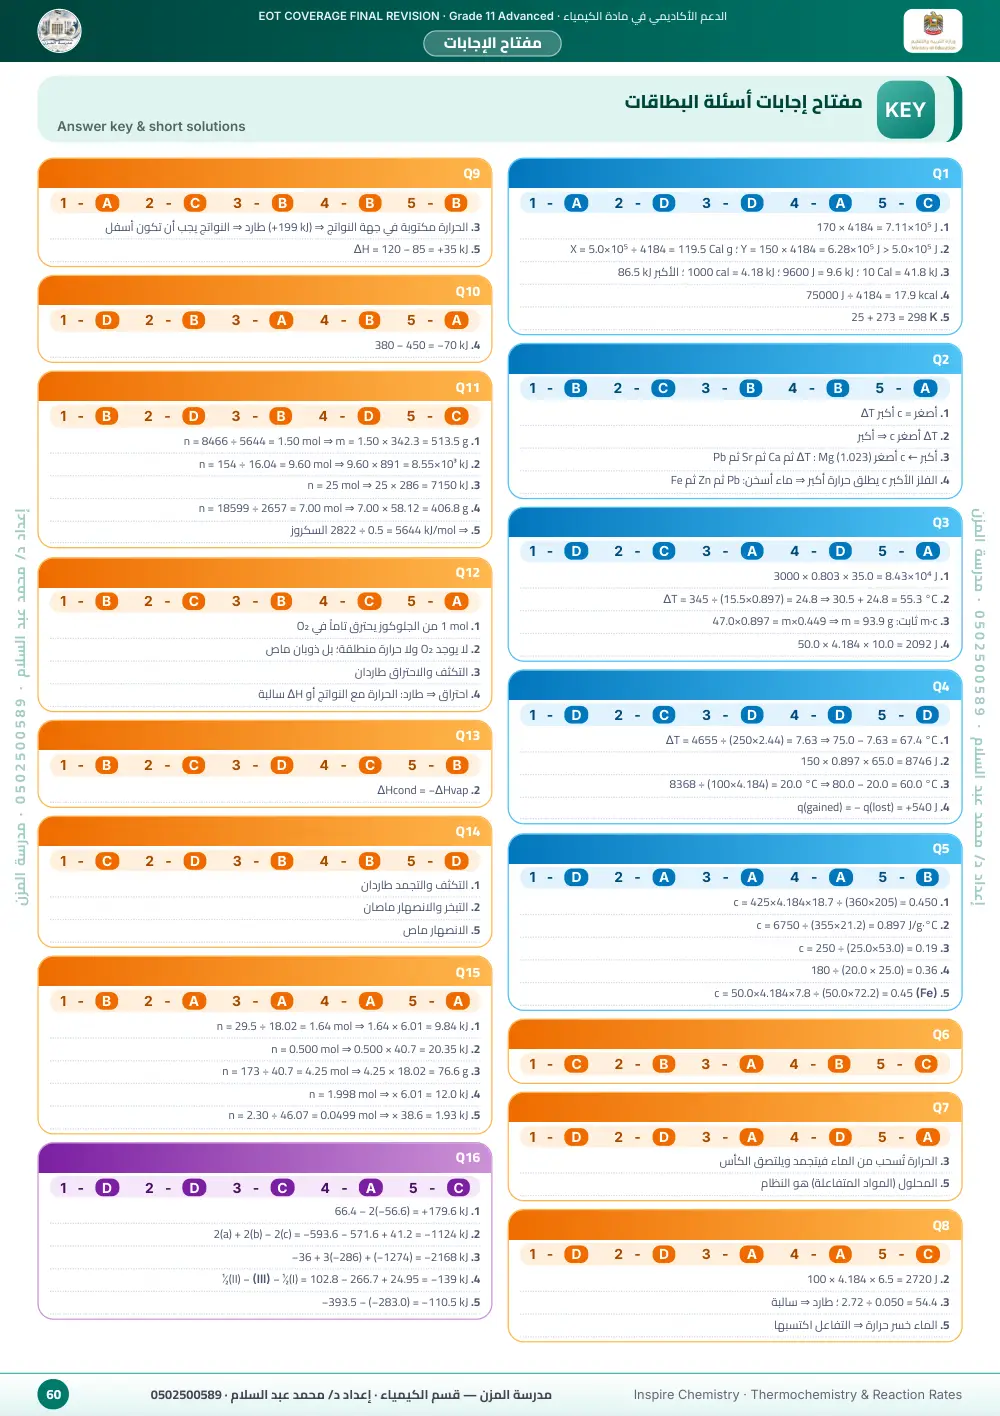 EOT COVERAGE FINAL REVISION · Grade 11 Advanced · الدعم الأكاديمي في مادة الكيمياء
مفتاح الإجابات
KEY
مفتاح إجابات أسئلة البطاقات
Answer key & short solutions
Q1
1 - A 2 - D 3 - D 4 - A 5 - C
1. 170 × 4184 = 7.11×10⁵ J
2. Y = 150 × 4184 = 6.28×10⁵ J > 5.0×10⁵ ؛ و X = 5.0×10⁵ ÷ 4184 = 119.5 Cal
3. 10 Cal = 41.8 kJ ؛ 9600 J = 9.6 kJ ؛ 1000 cal = 4.18 kJ ؛ الأكبر 86.5 kJ
4. 75000 J ÷ 4184 = 17.9 kcal
5. 25 + 273 = 298 K
Q2
1 - B 2 - C 3 - B 4 - B 5 - A
1. أصغر c = أكبر ΔT
2. ΔT أصغر ⇒ c أكبر
3. أكبر c ← أصغر ΔT : Mg (1.023) ثم Ca ثم Sr ثم Pb
4. الفلز الأكبر c يطلق حرارة أكبر ⇒ ماء أسخن: Pb ثم Zn ثم Fe
Q3
1 - D 2 - C 3 - A 4 - D 5 - A
1. 3000 × 0.803 × 35.0 = 8.43×10⁴ J
2. ΔT = 345 ÷ (15.5×0.897) = 24.8 ⇒ 30.5 + 24.8 = 55.3 °C
3. m·c ثابت: 47.0×0.897 = m×0.449 ⇒ m = 93.9 g
4. 50.0 × 4.184 × 10.0 = 2092 J
Q4
1 - D 2 - C 3 - D 4 - D 5 - D
1. ΔT = 4655 ÷ (250×2.44) = 7.63 ⇒ 75.0 − 7.63 = 67.4 °C
2. 150 × 0.897 × 65.0 = 8746 J
3. 8368 ÷ (100×4.184) = 20.0 °C ⇒ 80.0 − 20.0 = 60.0 °C
4. q(gained) = − q(lost) = +540 J
Q5
1 - D 2 - A 3 - A 4 - A 5 - B
1. c = 425×4.184×18.7 ÷ (360×205) = 0.450
2. c = 6750 ÷ (355×21.2) = 0.897 J/g·°C
3. c = 250 ÷ (25.0×53.0) = 0.19
4. 180 ÷ (20.0 × 25.0) = 0.36
5. c = 50.0×4.184×7.8 ÷ (50.0×72.2) = 0.45 (Fe)
Q6
1 - C 2 - B 3 - A 4 - B 5 - C
Q7
1 - D 2 - D 3 - A 4 - D 5 - A
3. الحرارة تُسحب من الماء فيتجمد ويلتصق الكأس
5. المحلول (المواد المتفاعلة) هو النظام
Q8
1 - D 2 - D 3 - A 4 - A 5 - C
2. 100 × 4.184 × 6.5 = 2720 J
3. 2.72 ÷ 0.050 = 54.4 ؛ طارد ⇒ سالبة
5. الماء خسر حرارة ⇒ التفاعل اكتسبها
Q9
1 - A 2 - C 3 - B 4 - B 5 - B
3. الحرارة مكتوبة في جهة النواتج ⇒ (+199 kJ) طارد ⇒ النواتج يجب أن تكون أسفل
5. ΔH = 120 − 85 = +35 kJ
Q10
1 - D 2 - B 3 - A 4 - B 5 - A
4. 380 − 450 = −70 kJ
Q11
1 - B 2 - D 3 - B 4 - D 5 - C
1. n = 8466 ÷ 5644 = 1.50 mol ⇒ m = 1.50 × 342.3 = 513.5 g
2. n = 154 ÷ 16.04 = 9.60 mol ⇒ 9.60 × 891 = 8.55×10³ kJ
3. n = 25 mol ⇒ 25 × 286 = 7150 kJ
4. n = 18599 ÷ 2657 = 7.00 mol ⇒ 7.00 × 58.12 = 406.8 g
5. ⇒ 2822 ÷ 0.5 = 5644 kJ/mol السكروز
Q12
1 - B 2 - C 3 - B 4 - C 5 - A
1. 1 mol من الجلوكوز يحترق تماماً في O₂
2. لا يوجد O₂ ولا حرارة منطلقة؛ بل ذوبان ماص
3. التكثف والاحتراق طاردان
4. احتراق ⇒ طارد: الحرارة مع النواتج أو ΔH سالبة
Q13
1 - B 2 - C 3 - D 4 - C 5 - B
2. ΔHcond = −ΔHvap
Q14
1 - C 2 - D 3 - B 4 - B 5 - D
1. التكثف والتجمد طاردان
2. التبخر والانصهار ماصان
5. الانصهار ماص
Q15
1 - B 2 - A 3 - A 4 - A 5 - A
1. n = 29.5 ÷ 18.02 = 1.64 mol ⇒ 1.64 × 6.01 = 9.84 kJ
2. n = 0.500 mol ⇒ 0.500 × 40.7 = 20.35 kJ
3. n = 173 ÷ 40.7 = 4.25 mol ⇒ 4.25 × 18.02 = 76.6 g
4. n = 1.998 mol ⇒ × 6.01 = 12.0 kJ
5. n = 2.30 ÷ 46.07 = 0.0499 mol ⇒ × 38.6 = 1.93 kJ
Q16
1 - D 2 - D 3 - C 4 - A 5 - C
1. 66.4 − 2(−56.6) = +179.6 kJ
2. 2(a) + 2(b) − 2(c) = −593.6 − 571.6 + 41.2 = −1124 kJ
3. −36 + 3(−286) + (−1274) = −2168 kJ
4. (II) − (III) − (I) = 102.8 − 266.7 + 24.95 = −139 kJ
5. −393.5 − (−283.0) = −110.5 kJ
إعداد د/ محمد عبد السلام · 0502500589 · مدرسة المزن
إعداد د/ محمد عبد السلام · 0502500589 · مدرسة المزن
Inspire Chemistry · Thermochemistry & Reaction Rates
مدرسة المزن — قسم الكيمياء · إعداد د/ محمد عبد السلام · 0502500589
60